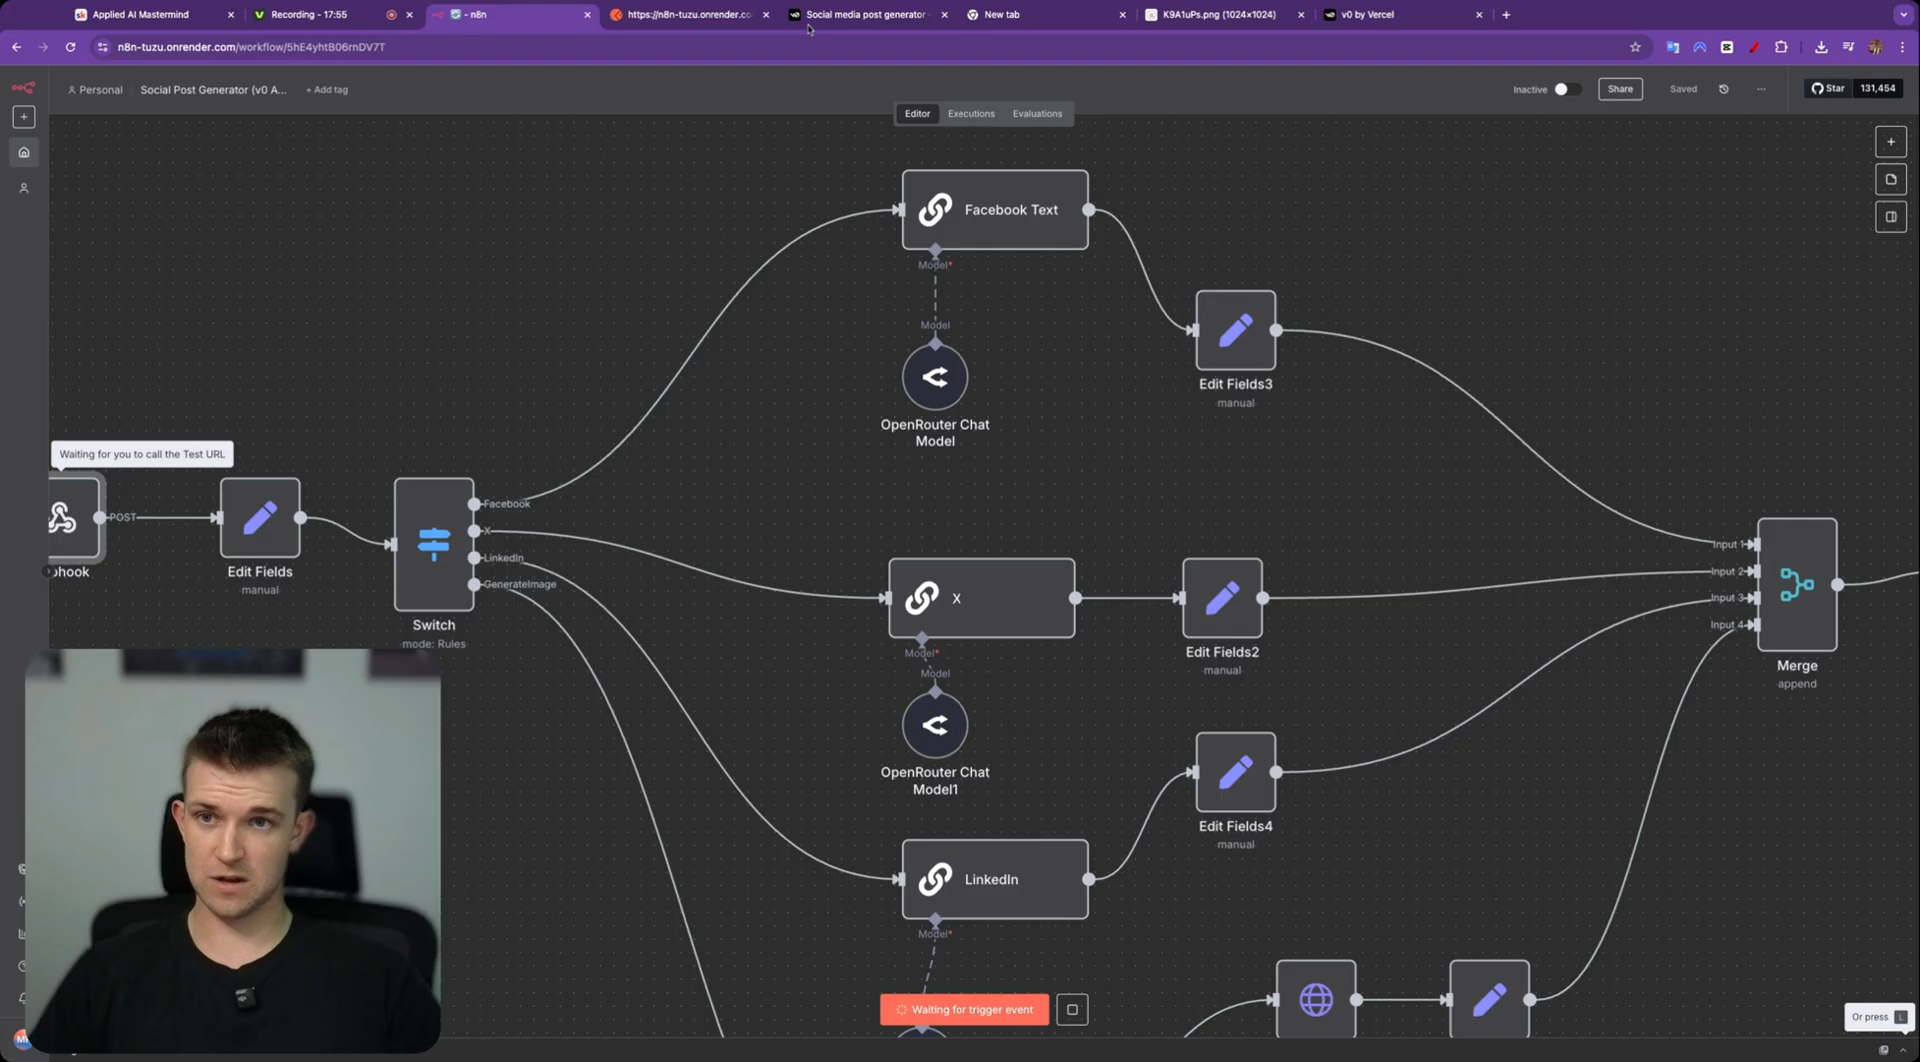 Applied AI Mastermind
Recording - 17:55
- n8n
https://n8n-tuzu.onrender.co
Social media post generator
New tab
K9A1uPs.png (1024×1024)
v0 by Vercel
n8n-tuzu.onrender.com/workflow/5hE4yhtB06rnDV7T
Personal
Social Post Generator (v0 A...
+ Add tag
Inactive
Share
Saved
Star
131,454
Editor
Executions
Evaluations
Facebook Text
Model*
Model
OpenRouter Chat
Model
Edit Fields3
manual
Waiting for you to call the Test URL
POST
Edit Fields
manual
Facebook
X
LinkedIn
GenerateImage
Switch
mode: Rules
X
Model*
Model
OpenRouter Chat
Model1
Edit Fields2
manual
Input 1
Input 2
Input 3
Input 4
Merge
append
Edit Fields4
manual
LinkedIn
Model*
Waiting for trigger event
Or press L